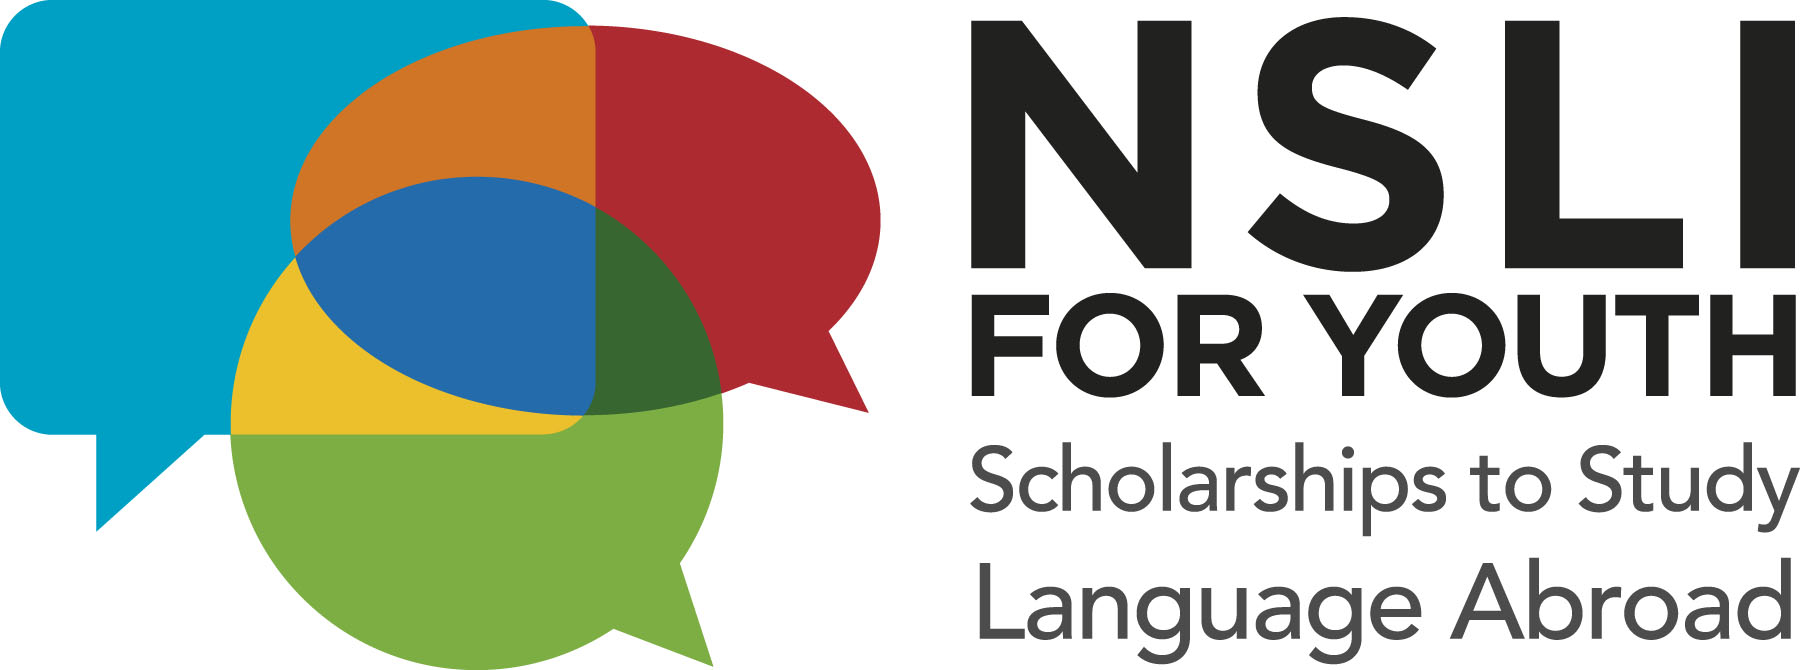 NSLI
FOR YOUTH
Scholarships to Study
Language Abroad